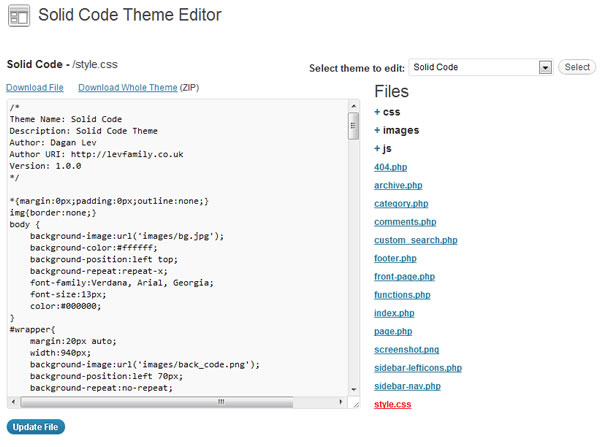 Solid Code Theme Editor
Solid Code - /style.css
Select theme to edit: Solid Code Select
Download File Download Whole Theme (ZIP)
/*
Theme Name: Solid Code
Description: Solid Code Theme
Author: Dagan Lev
Author URI: http://levfamily.co.uk
Version: 1.0.0
*/
*{margin:0px;padding:0px;outline:none;}
img{border:none;}
body {
background-image:url('images/bg.jpg');
background-color:#ffffff;
background-position:left top;
background-repeat:repeat-x;
font-family:Verdana, Arial, Georgia;
font-size:13px;
color:#000000;
}
#wrapper{
margin:20px auto;
width:940px;
background-image:url('images/back_code.png');
background-position:left 70px;
background-repeat:no-repeat;
Update File
Files
+ css
+ images
+ js
404.php
archive.php
category.php
comments.php
custom_search.php
footer.php
front-page.php
functions.php
index.php
page.php
screenshot.png
sidebar-lefticons.php
sidebar-nav.php
style.css